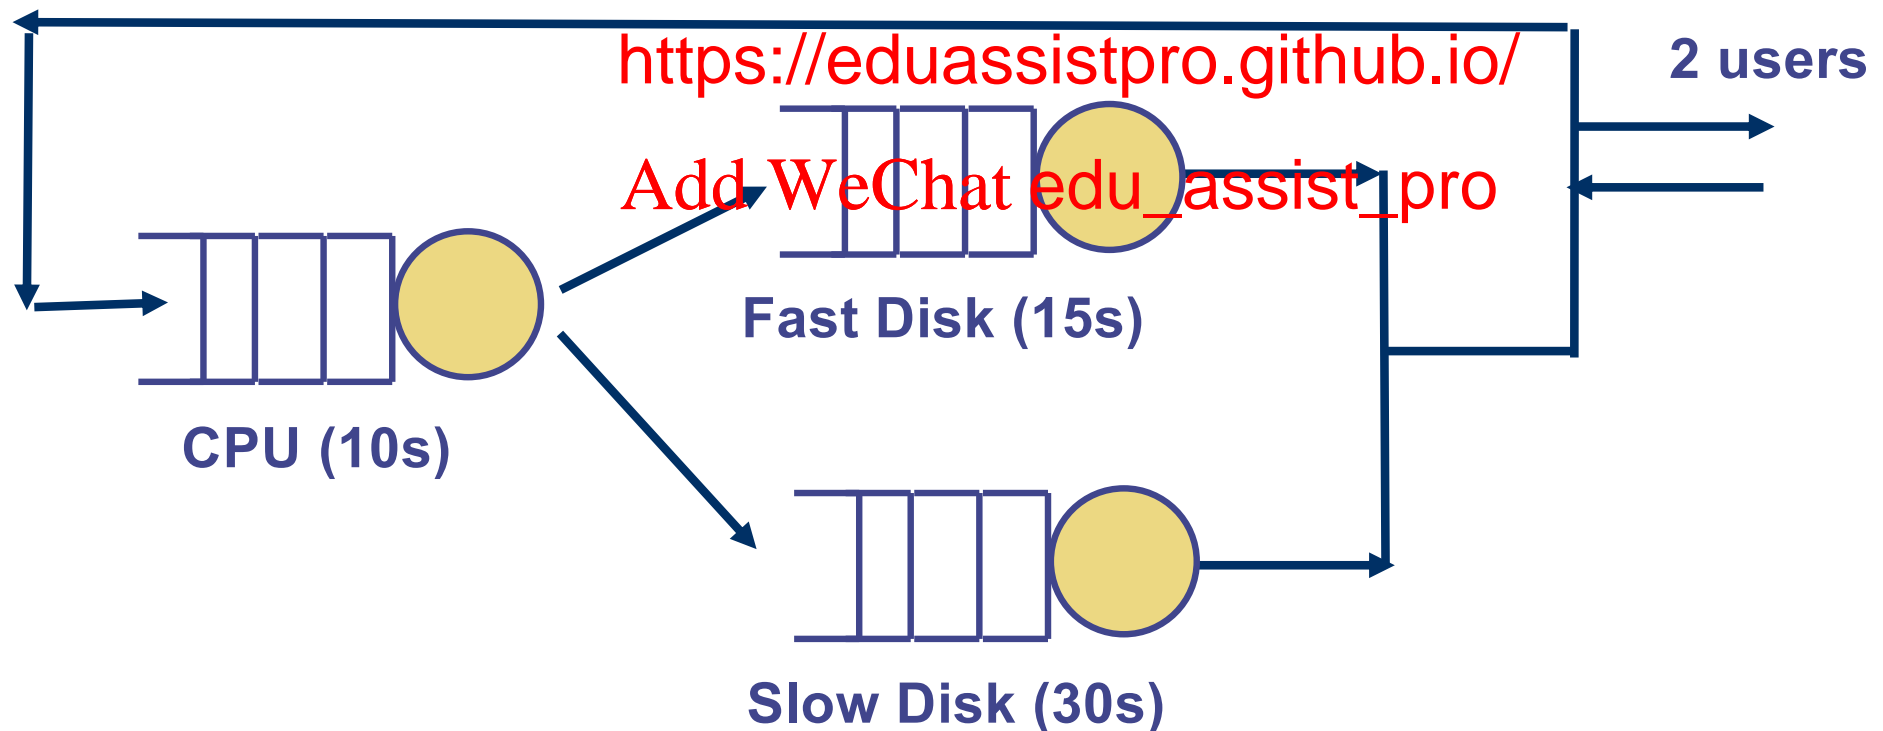 https://eduassistpro.github.io/
2 users
Add WeChat edu_assist_pro
Fast Disk (15s)
CPU (10s)
Slow Disk (30s)